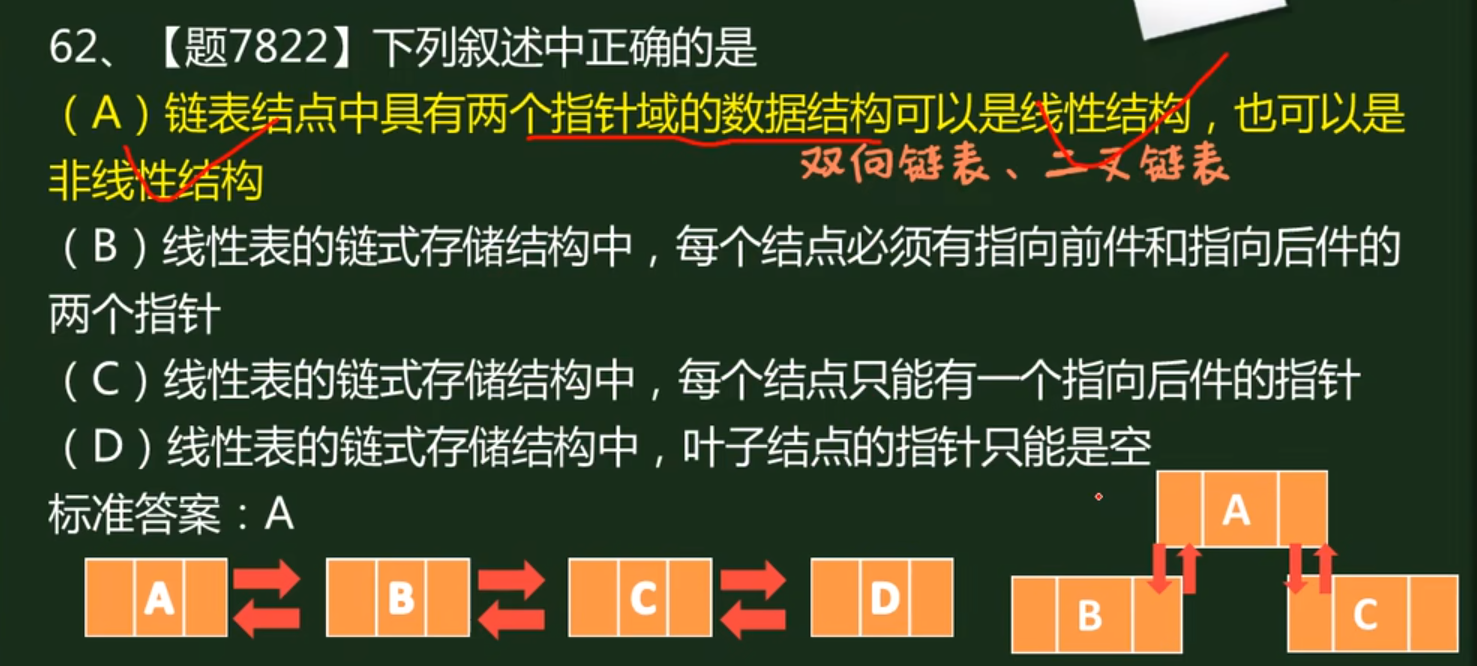 62、【题7822】下列叙述中正确的是
（A）链表结点中具有两个指针域的数据结构可以是线性结构，也可以是
双向链表、二叉链表
非线性结构
（B）线性表的链式存储结构中，每个结点必须有指向前件和指向后件的
两个指针
（C）线性表的链式存储结构中，每个结点只能有一个指向后件的指针
（D）线性表的链式存储结构中，叶子结点的指针只能是空
标准答案：A
A B C D
A
B C